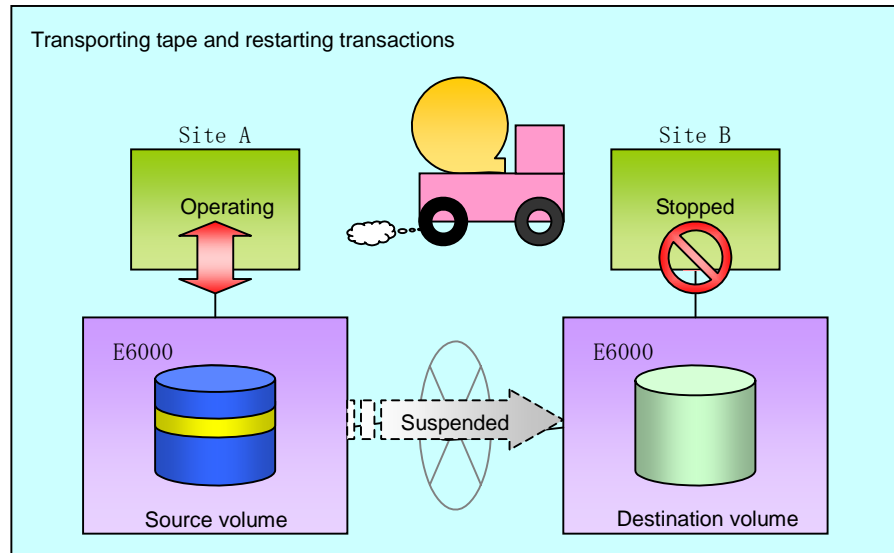 Transporting tape and restarting transactions
Site A
Site B
Operating
Stopped
E6000
E6000
Suspended
Source volume
Destination volume